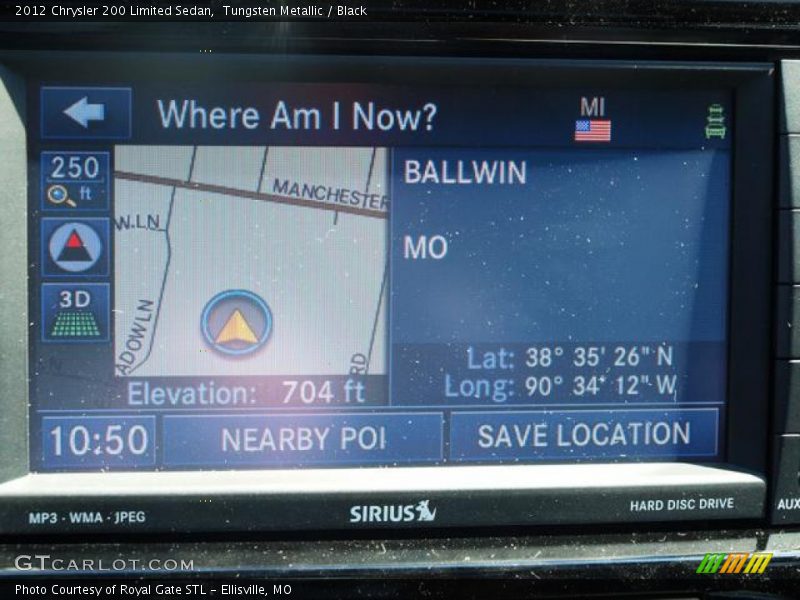 2012 Chrysler 200 Limited Sedan, Tungsten Metallic / Black
Where Am I Now?
MI
250
ft
MANCHESTER
W.LN
3D
ADOW LN
RD
BALLWIN
MO
Lat: 38° 35' 26" N
Long: 90° 34' 12" W
Elevation: 704 ft
10:50
NEARBY POI
SAVE LOCATION
MP3 · WMA · JPEG
SIRIUS
HARD DISC DRIVE
AUX
GTCARLOT.COM
Photo Courtesy of Royal Gate STL – Ellisville, MO